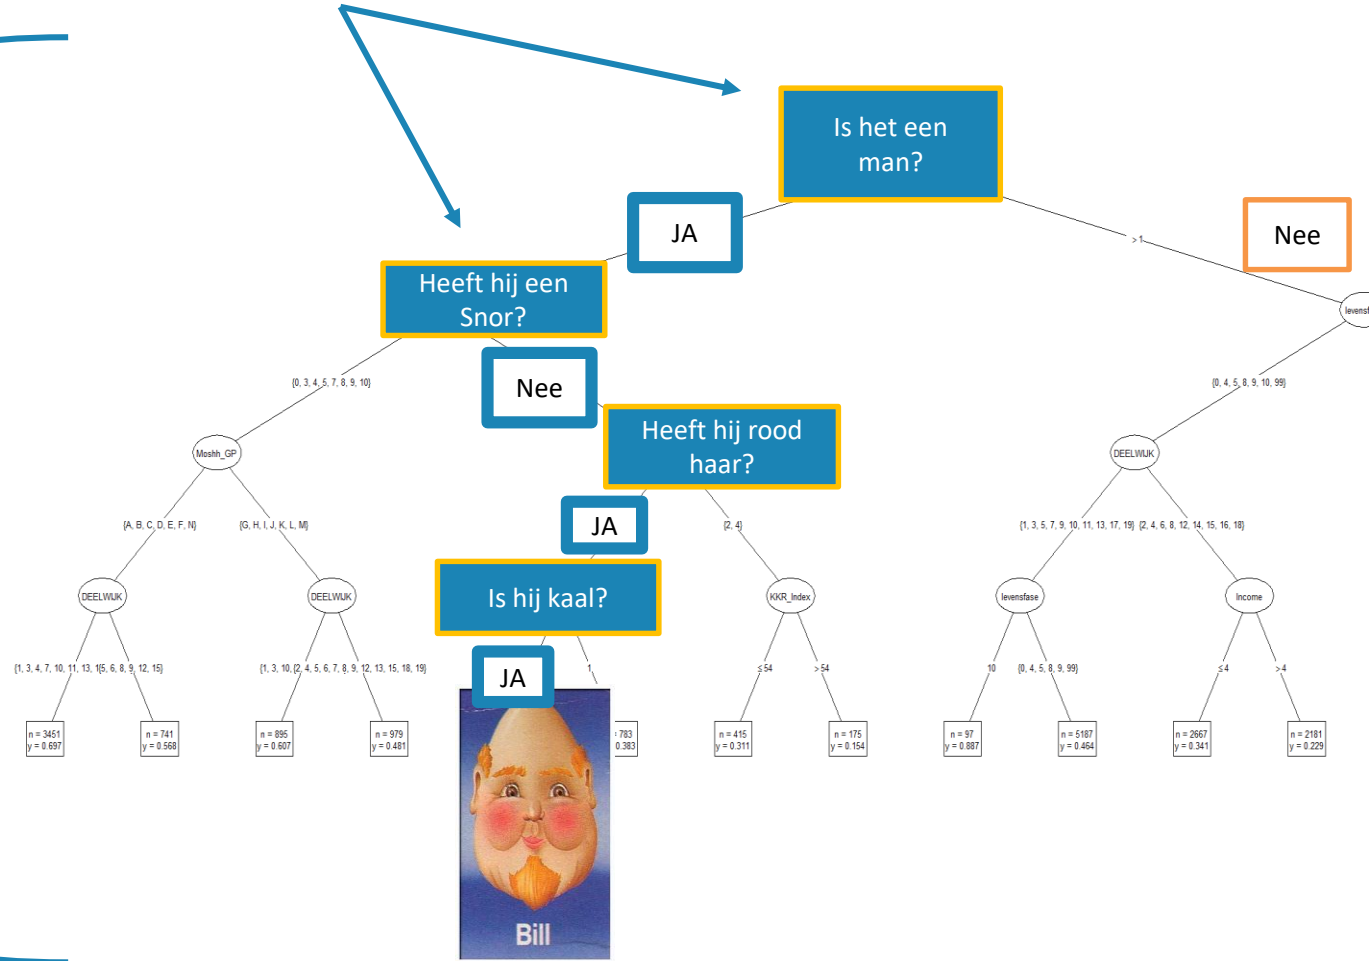 Is het een
man?
JA
Nee
> 1
Heeft hij een
Snor?
levensf
Nee
{0, 3, 4, 5, 7, 8, 9, 10}
{0, 4, 5, 8, 9, 10, 99}
Heeft hij rood
haar?
Moshh_GP
DEELWIJK
JA
{A, B, C, D, E, F, N}
{G, H, I, J, K, L, M}
{2, 4}
{1, 3, 5, 7, 9, 10, 11, 13, 17, 19}
{2, 4, 6, 8, 12, 14, 15, 16, 18}
Is hij kaal?
DEELWIJK
DEELWIJK
KKR_Index
levensfase
Income
JA
{1, 3, 4, 7, 10, 11, 13, 1
{5, 6, 8, 9, 12, 15}
{1, 3, 10,
{2, 4, 5, 6, 7, 8, 9, 12, 13, 15, 18, 19}
1
≤ 54
> 54
10
{0, 4, 5, 8, 9, 99}
≤ 4
> 4
n = 3451
y = 0.697
n = 741
y = 0.568
n = 895
y = 0.607
n = 979
y = 0.481
783
0.383
n = 415
y = 0.311
n = 175
y = 0.154
n = 97
y = 0.887
n = 5187
y = 0.464
n = 2667
y = 0.341
n = 2181
y = 0.229
Bill